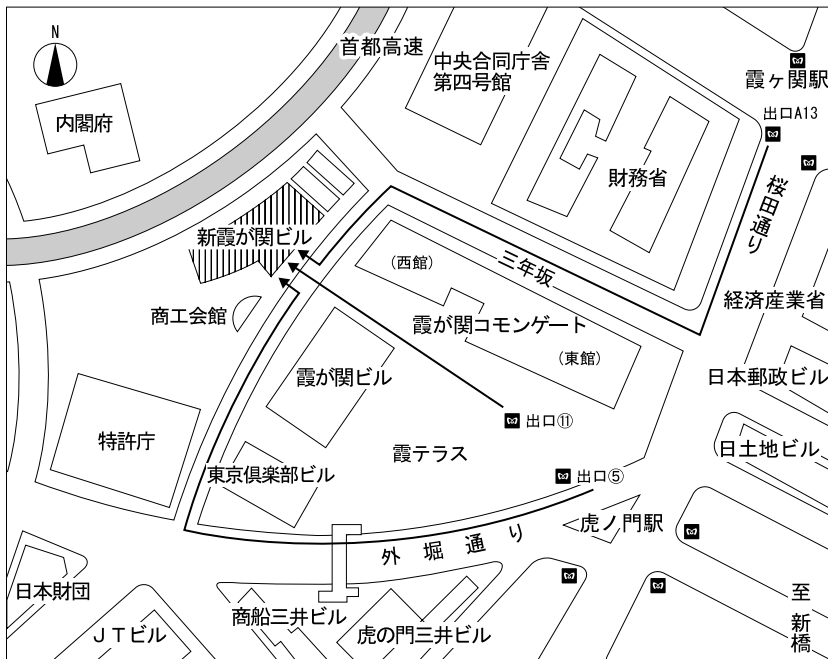 N
首都高速
中央合同庁舎
第四号館
霞ヶ関駅
出口A13
内閣府
財務省
桜田通り
新霞が関ビル
(西館)
三年坂
経済産業省
商工会館
霞が関コモンゲート
(東館)
霞が関ビル
日本郵政ビル
出口⑪
特許庁
霞テラス
日土地ビル
東京倶楽部ビル
出口⑤
虎ノ門駅
外堀通り
日本財団
商船三井ビル
JTビル
虎の門三井ビル
至新橋